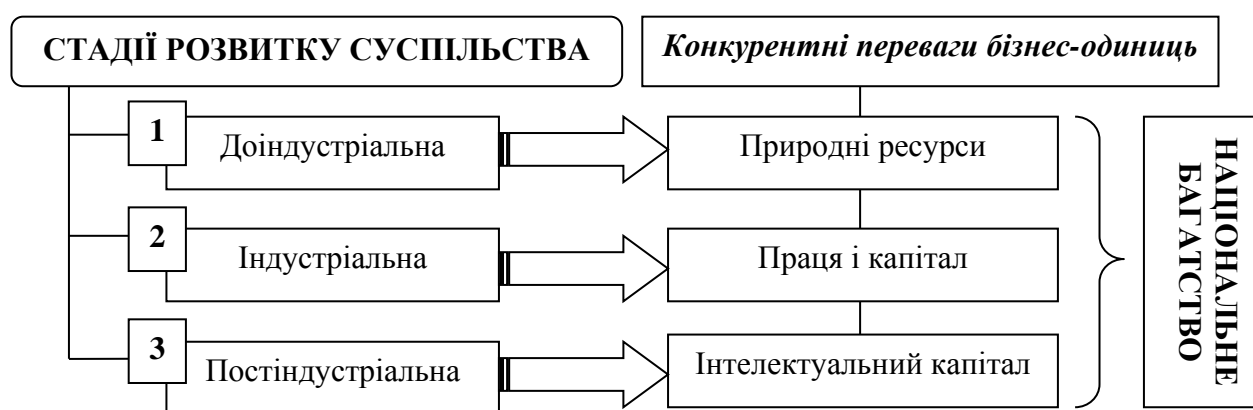 СТАДІЇ РОЗВИТКУ СУСПІЛЬСТВА
Конкурентні переваги бізнес-одиниць
1
Доіндустріальна
Природні ресурси
2
Індустріальна
Праця і капітал
3
Постіндустріальна
Інтелектуальний капітал
НАЦІОНАЛЬНЕ
БАГАТСТВО